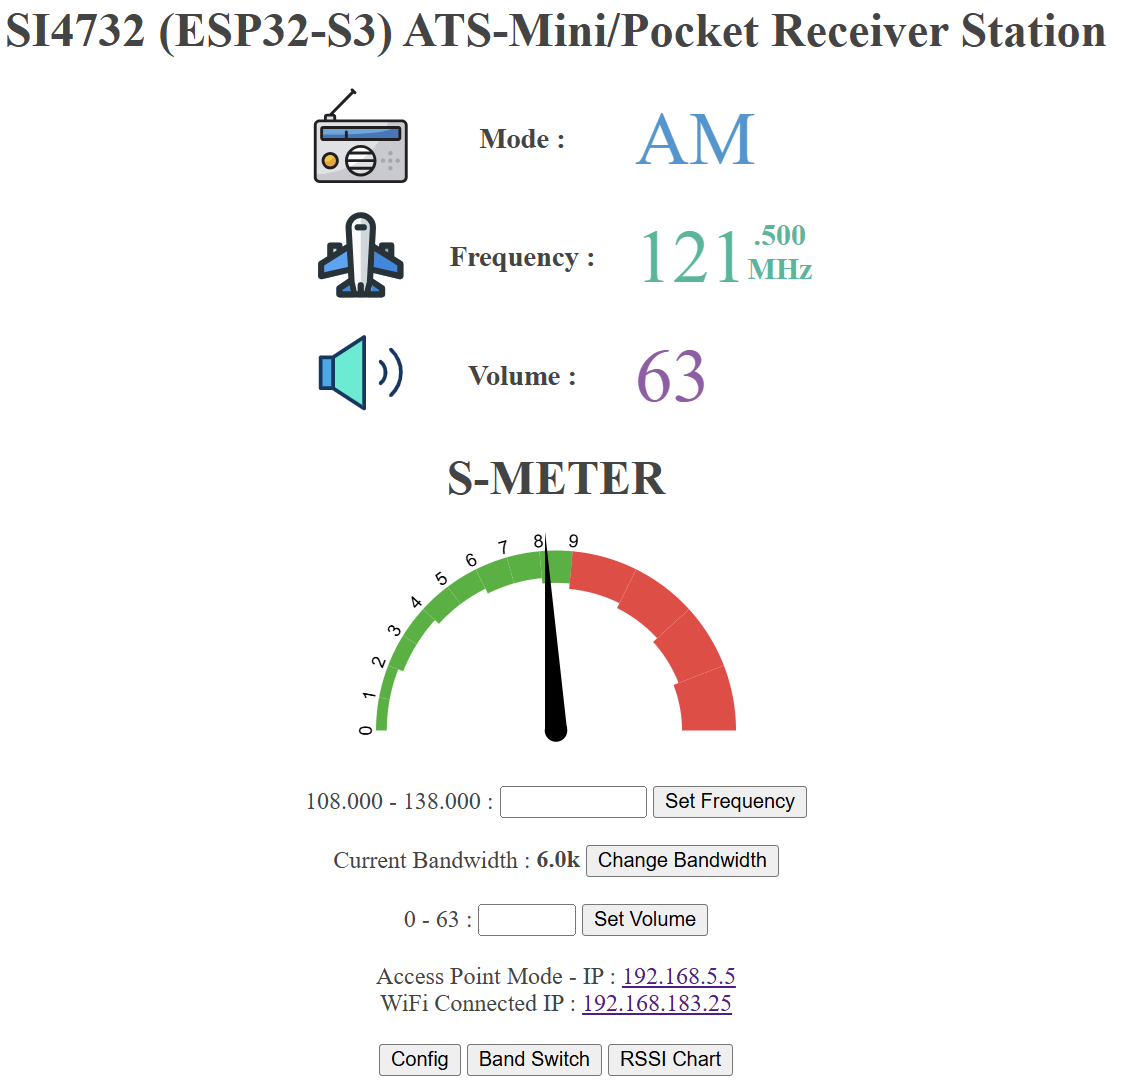 SI4732 (ESP32-S3) ATS-Mini/Pocket Receiver Station
Mode : AM
Frequency : 121 .500 MHz
Volume : 63
S-METER
0 1 2 3 4 5 6 7 8 9
108.000 - 138.000 : Set Frequency
Current Bandwidth : 6.0k Change Bandwidth
0 - 63 : Set Volume
Access Point Mode - IP : 192.168.5.5
WiFi Connected IP : 192.168.183.25
Config Band Switch RSSI Chart